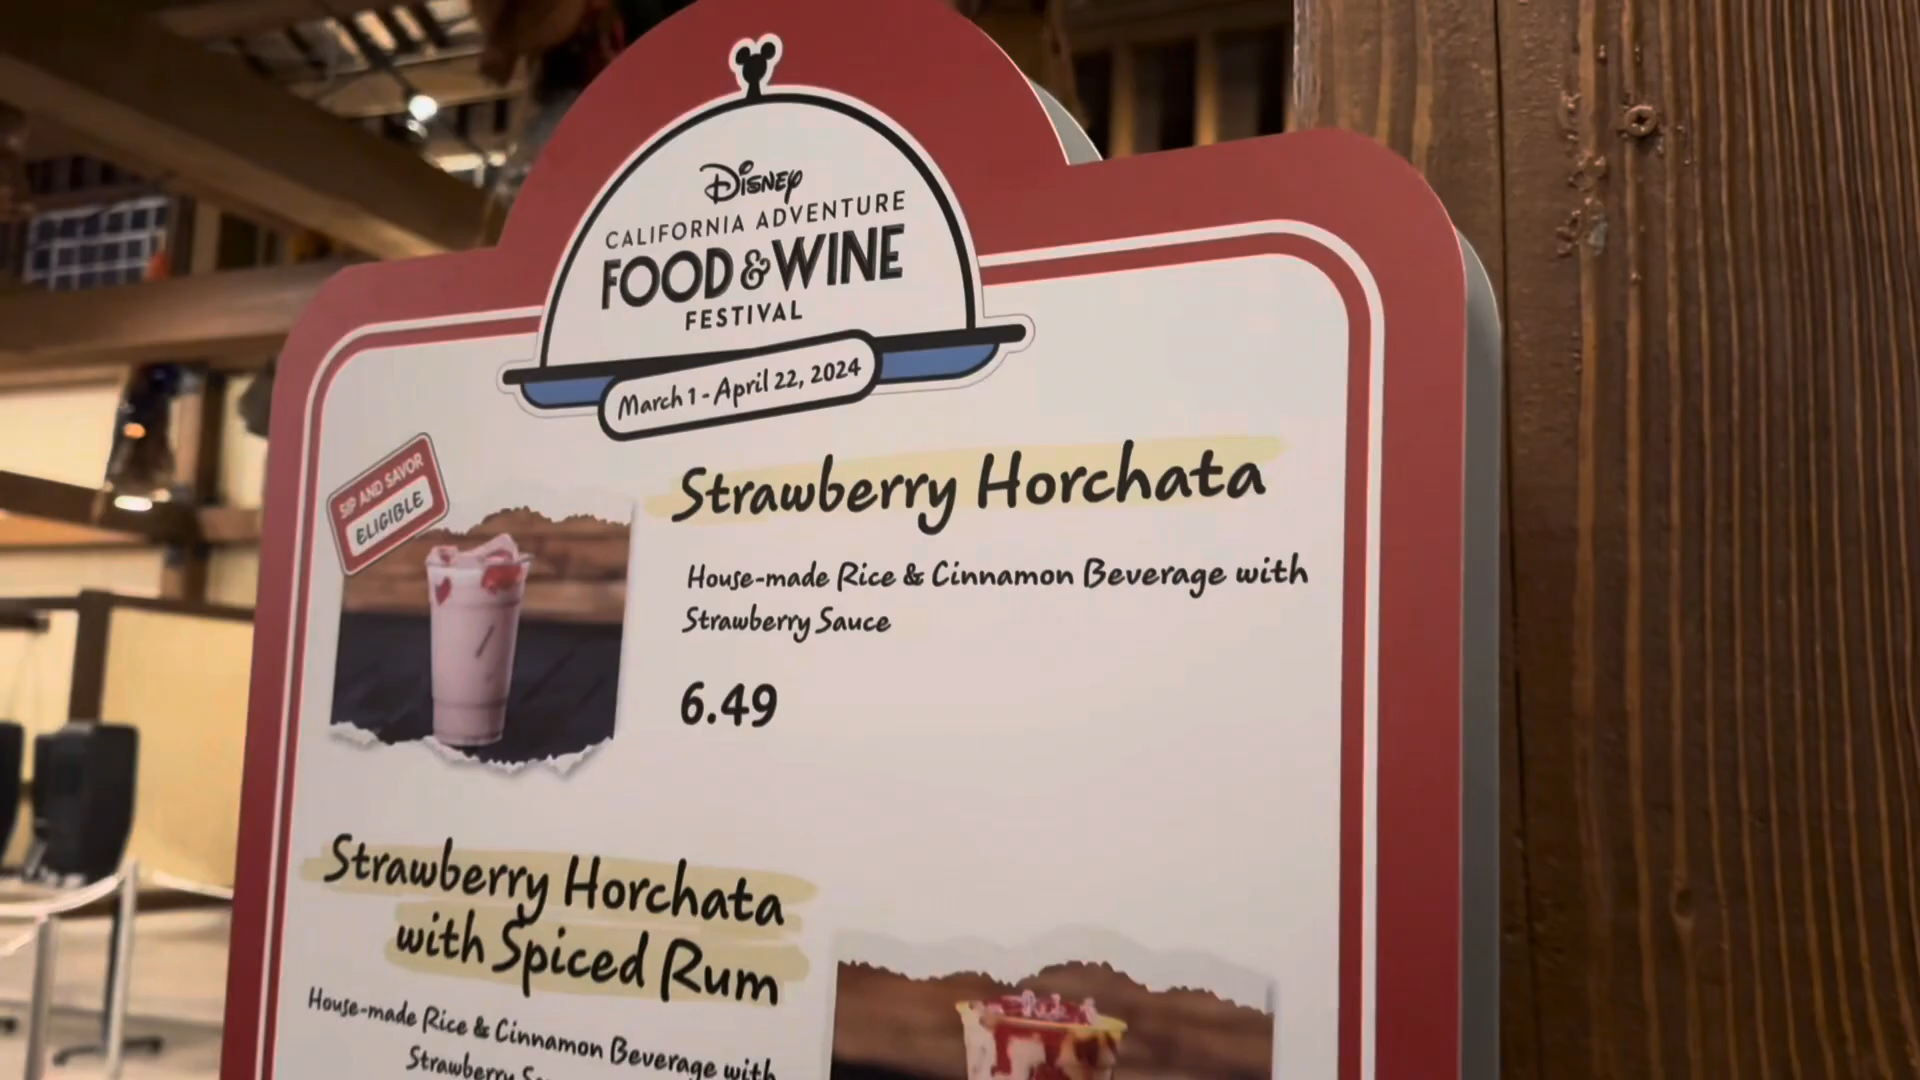 Disney
CALIFORNIA ADVENTURE
FOOD & WINE
FESTIVAL
March 1 - April 22, 2024
SIP AND SAVOR
ELIGIBLE
Strawberry Horchata
House-made Rice & Cinnamon Beverage with
Strawberry Sauce
6.49
Strawberry Horchata
with Spiced Rum
House-made Rice & Cinnamon Beverage with
Strawberry